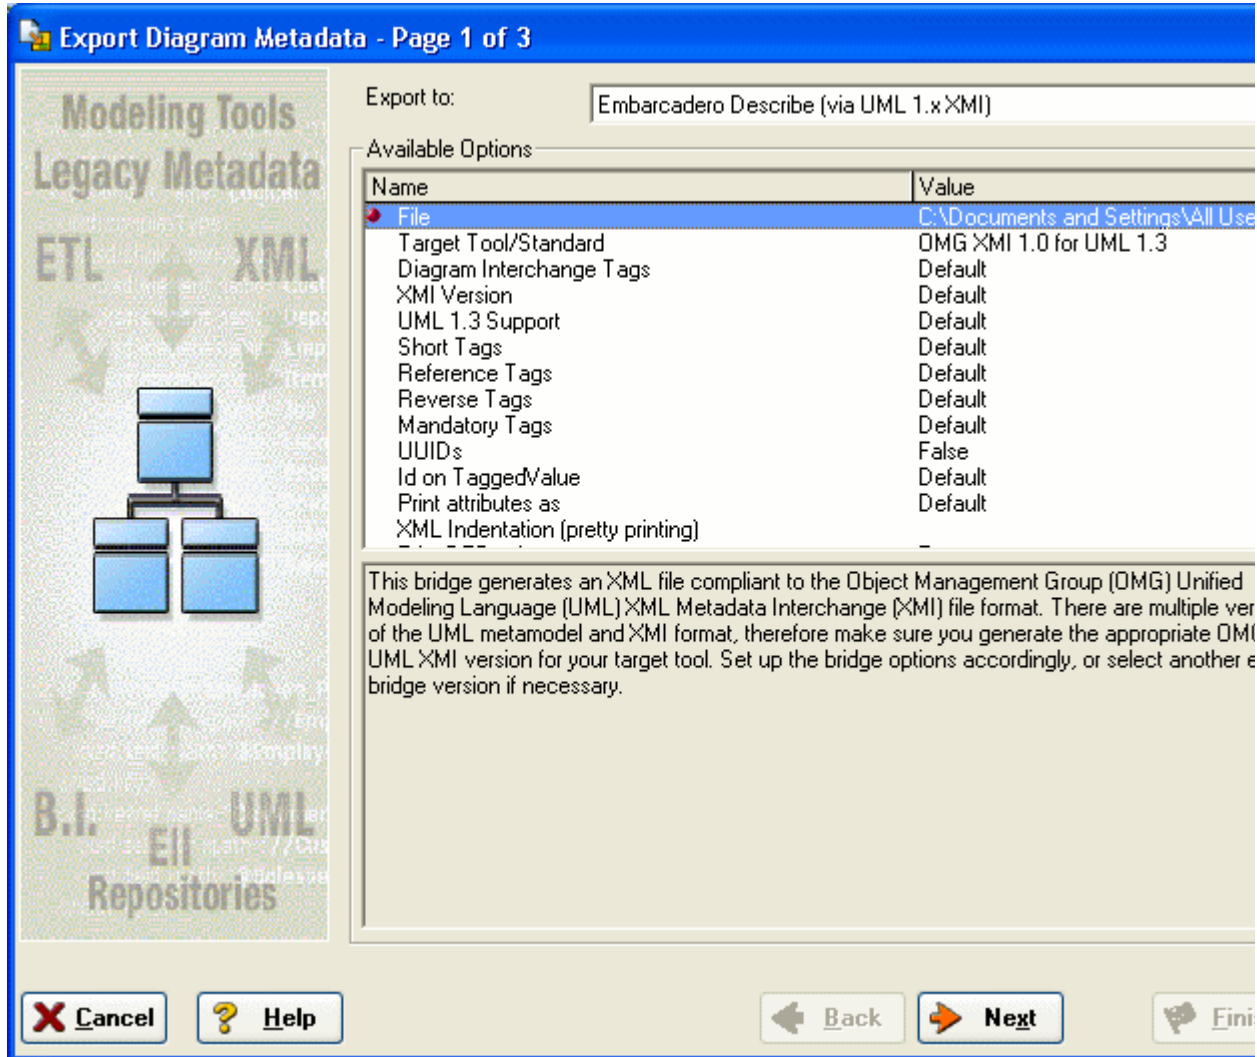 Export Diagram Metadata - Page 1 of 3
Modeling Tools
Legacy Metadata
ETL XML
B.I. UML
EII
Repositories
Export to: Embarcadero Describe (via UML 1.x XMI)
Available Options
Name Value
File C:\Documents and Settings\All Use
Target Tool/Standard OMG XMI 1.0 for UML 1.3
Diagram Interchange Tags Default
XMI Version Default
UML 1.3 Support Default
Short Tags Default
Reference Tags Default
Reverse Tags Default
Mandatory Tags Default
UUIDs False
Id on TaggedValue Default
Print attributes as Default
XML Indentation (pretty printing)
This bridge generates an XML file compliant to the Object Management Group (OMG) Unified
Modeling Language (UML) XML Metadata Interchange (XMI) file format. There are multiple ver
of the UML metamodel and XMI format, therefore make sure you generate the appropriate OMG
UML XMI version for your target tool. Set up the bridge options accordingly, or select another e
bridge version if necessary.
Cancel Help Back Next Finis